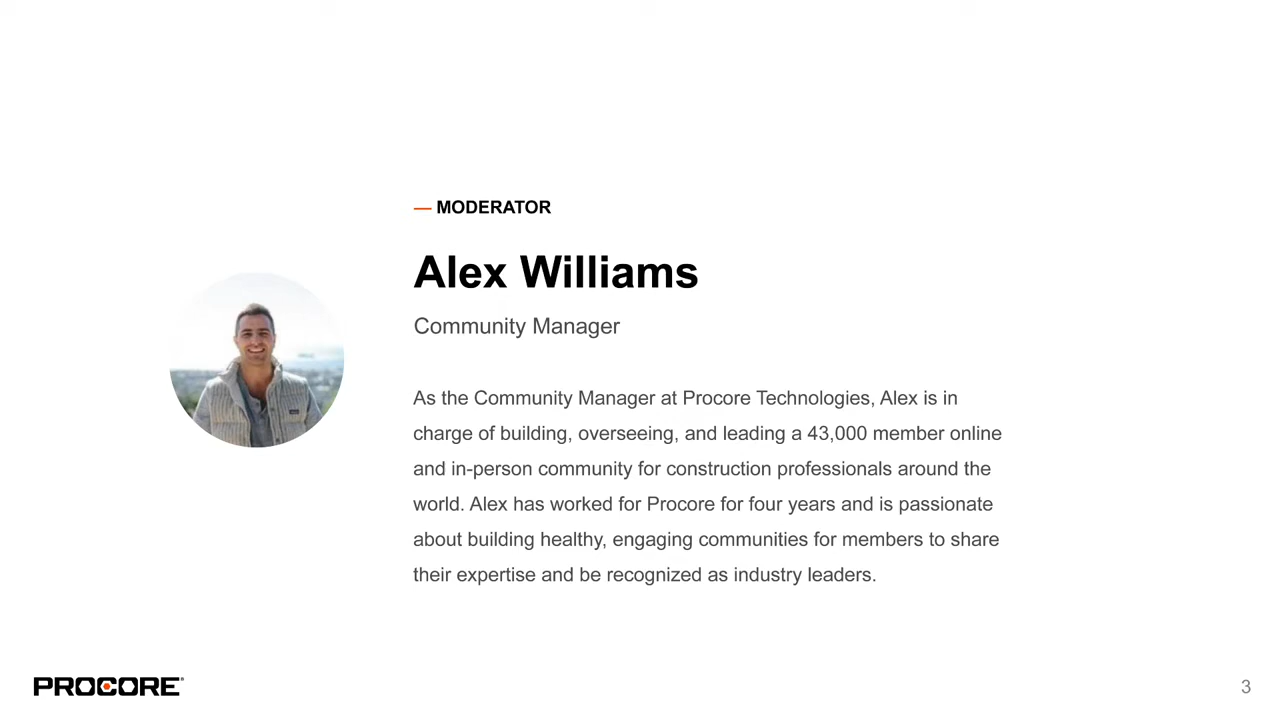 — MODERATOR
Alex Williams
Community Manager
As the Community Manager at Procore Technologies, Alex is in
charge of building, overseeing, and leading a 43,000 member online
and in-person community for construction professionals around the
world. Alex has worked for Procore for four years and is passionate
about building healthy, engaging communities for members to share
their expertise and be recognized as industry leaders.
PROCORE®
3